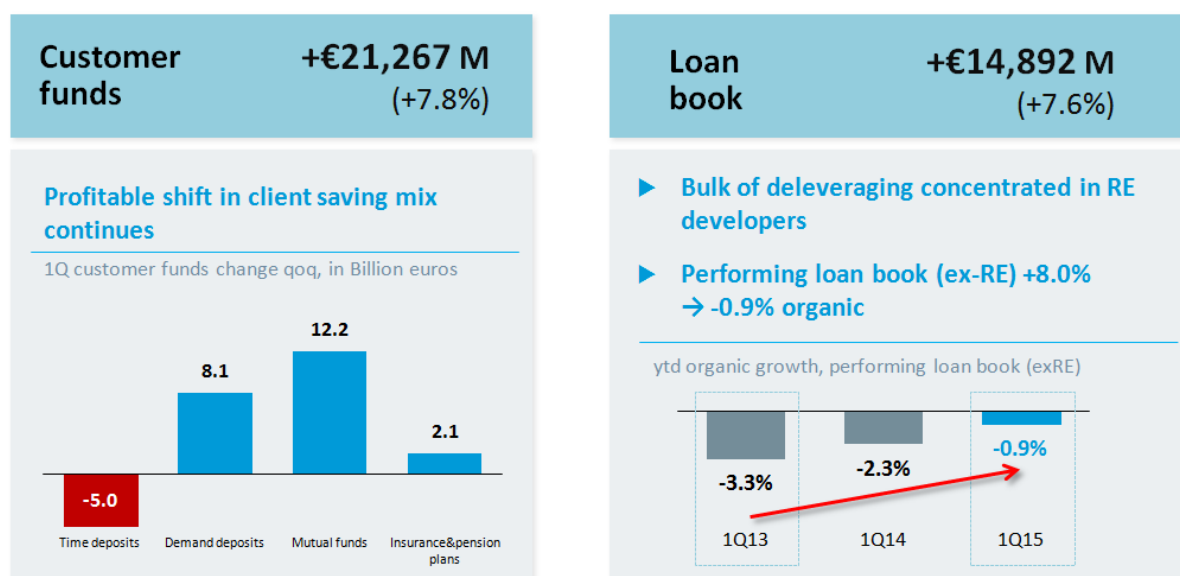 Customer
funds
+€21,267 M
(+7.8%)
Profitable shift in client saving mix
continues
1Q customer funds change qoq, in Billion euros
-5.0
8.1
12.2
2.1
Time deposits
Demand deposits
Mutual funds
Insurance&pension
plans
Loan
book
+€14,892 M
(+7.6%)
► Bulk of deleveraging concentrated in RE
developers
► Performing loan book (ex-RE) +8.0%
→ -0.9% organic
ytd organic growth, performing loan book (exRE)
-3.3%
-2.3%
-0.9%
1Q13
1Q14
1Q15